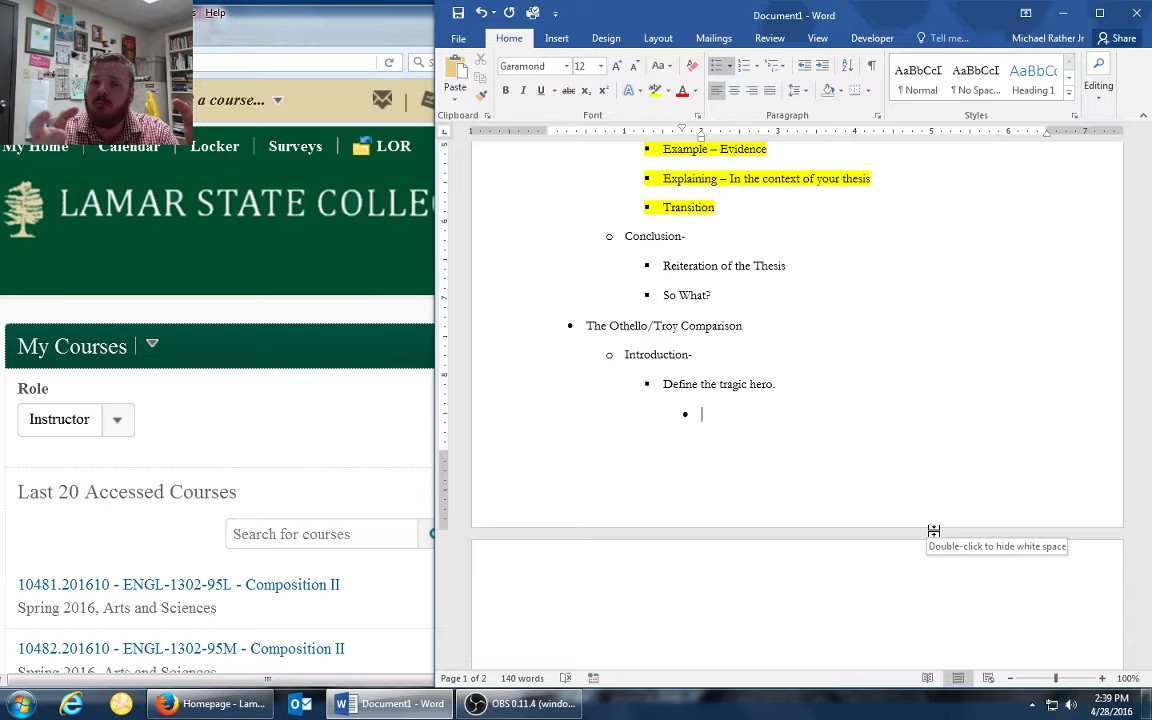 Help
Document1 - Word
File
Home
Insert
Design
Layout
Mailings
Review
View
Developer
Tell me...
Michael Rather Jr
Share
Paste
Garamond
12
Clipboard
Font
Paragraph
AaBbCcI
AaBbCcI
AaBbCc
¶ Normal
¶ No Spac...
Heading 1
Styles
Editing
a course...
My Home
Calendar
Locker
Surveys
LOR
LAMAR STATE COLLEG
My Courses
Role
Instructor
Last 20 Accessed Courses
Search for courses
10481.201610 - ENGL-1302-95L - Composition II
Spring 2016, Arts and Sciences
10482.201610 - ENGL-1302-95M - Composition II
Spring 2016, Arts and Sciences
Example – Evidence
Explaining – In the context of your thesis
Transition
Conclusion-
Reiteration of the Thesis
So What?
The Othello/Troy Comparison
Introduction-
Define the tragic hero.
Double-click to hide white space
Page 1 of 2
140 words
100%
Homepage - Lam...
Document1 - Word
OBS 0.11.4 (windo...
2:39 PM
4/28/2016